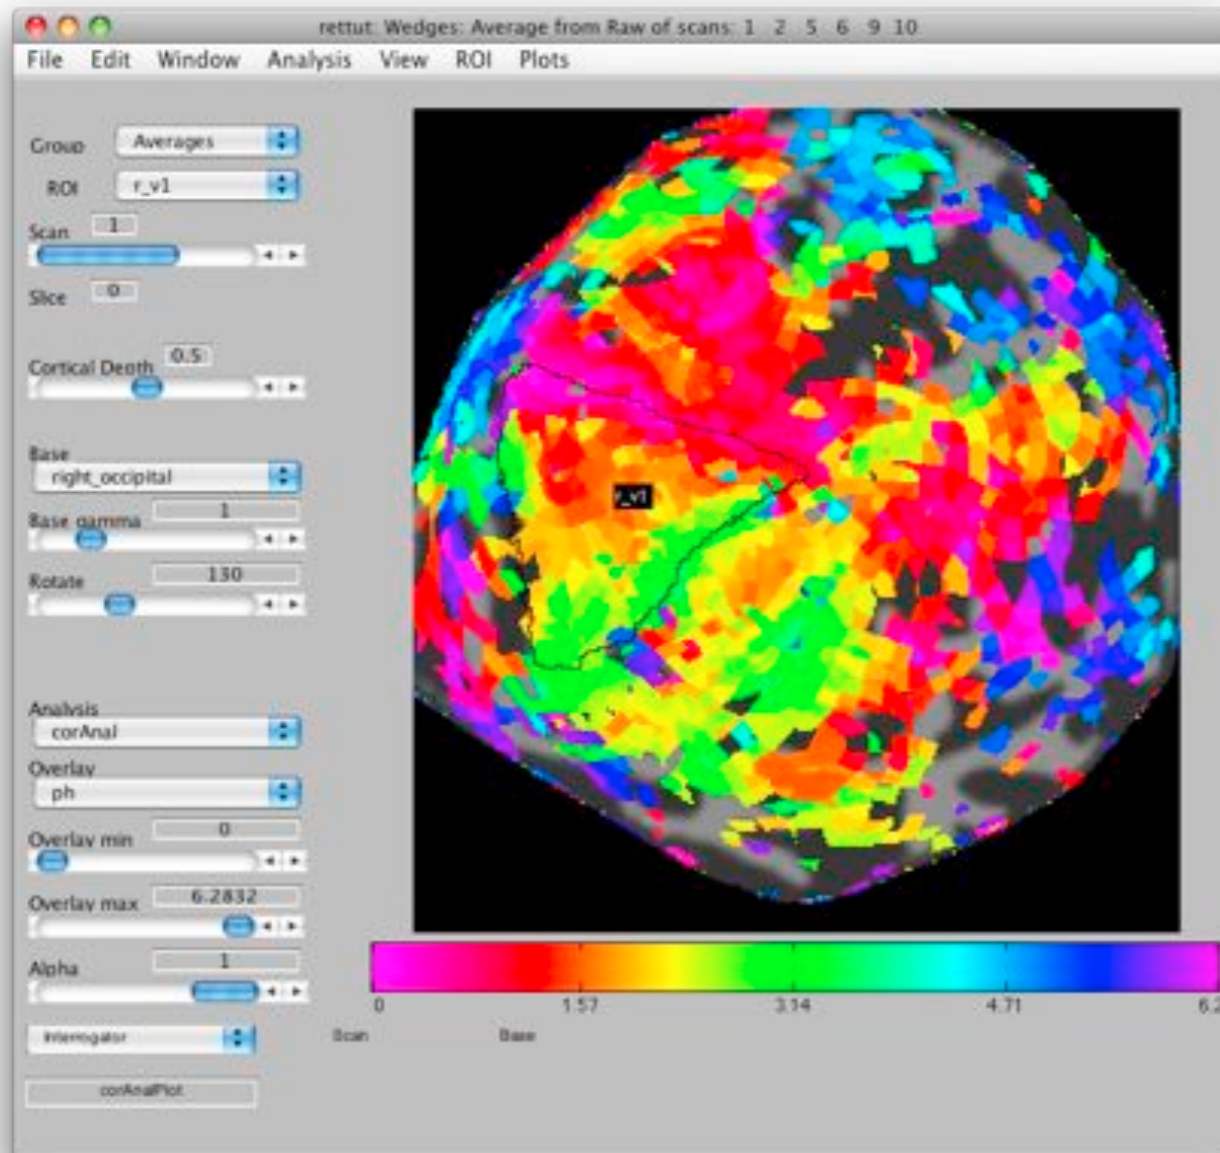 rettut: Wedges: Average from Raw of scans: 1 2 5 6 9 10
File Edit Window Analysis View ROI Plots
Group Averages
ROI r_v1
Scan 1
Slice 0
Cortical Depth 0.5
Base
right_occipital
Base gamma 1
Rotate 130
r_v1
Analysis
corAnal
Overlay
ph
Overlay min 0
Overlay max 6.2832
Alpha 1
0 1.57 3.14 4.71 6.2
Interrogator
Scan Base
corAnalPlot